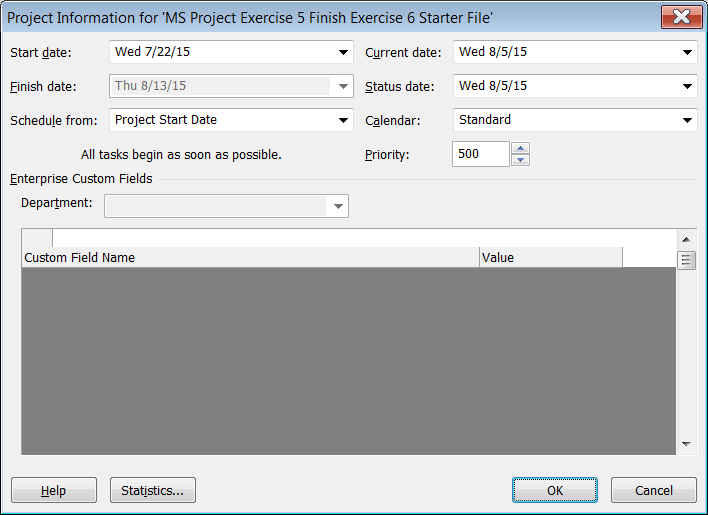 Project Information for 'MS Project Exercise 5 Finish Exercise 6 Starter File'
Start date: Wed 7/22/15 Current date: Wed 8/5/15
Finish date: Thu 8/13/15 Status date: Wed 8/5/15
Schedule from: Project Start Date Calendar: Standard
All tasks begin as soon as possible. Priority: 500
Enterprise Custom Fields
Department:
Custom Field Name Value
Help Statistics... OK Cancel